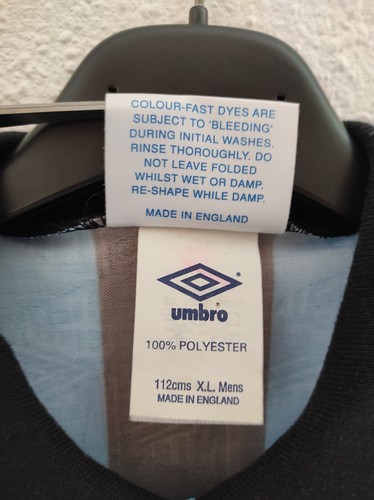 COLOUR-FAST DYES ARE
SUBJECT TO 'BLEEDING'
DURING INITIAL WASHES.
RINSE THOROUGHLY. DO
NOT LEAVE FOLDED
WHILST WET OR DAMP.
RE-SHAPE WHILE DAMP.
MADE IN ENGLAND
umbro
100% POLYESTER
112cms X.L. Mens
MADE IN ENGLAND